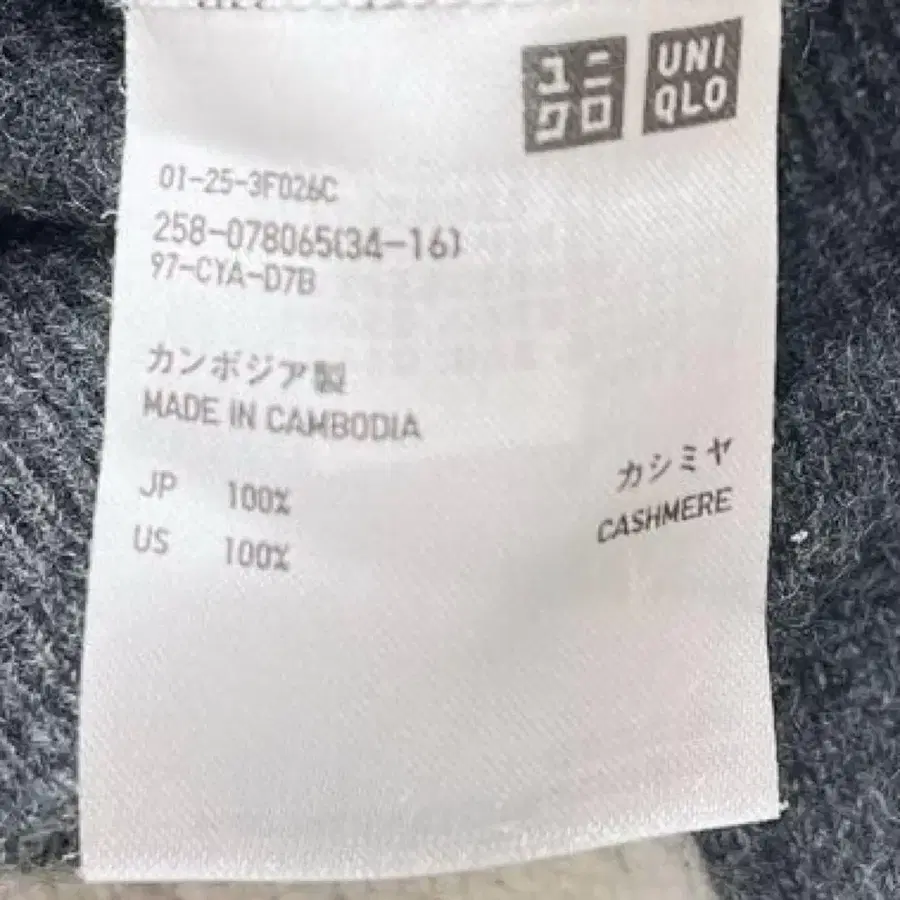 ユニ UNI
クロ QLO
01-25-3F026C
258-078065(34-16)
97-CYA-D7B
カンボジア製
MADE IN CAMBODIA
カシミヤ
JP 100%
CASHMERE
US 100%